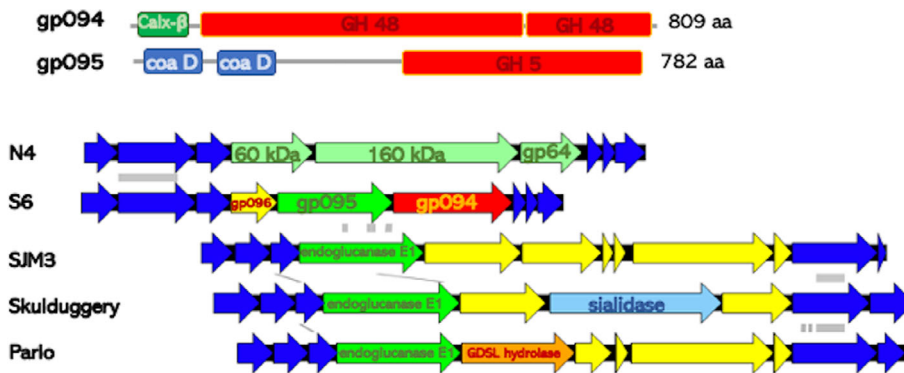 gp094 Calx-β GH 48 GH 48 809 aa
gp095 coa D coa D GH 5 782 aa
N4 60 kDa 160 kDa gp64
S6 gp096 gp095 gp094
SJM3 endoglucanase E1
Skulduggery endoglucanase E1 sialidase
Parlo endoglucanase E1 GDSL hydrolase